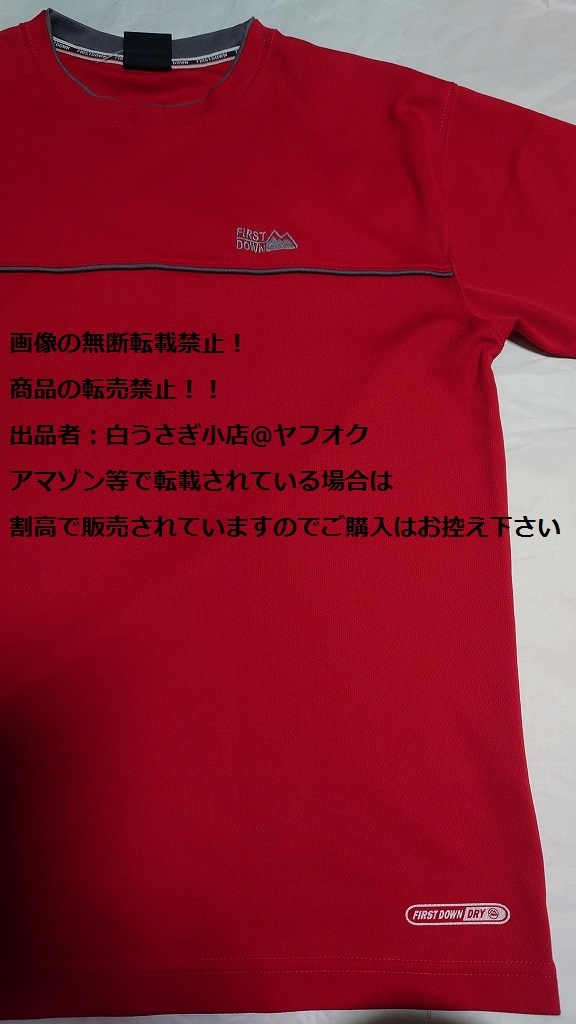 FIRSTDOWN
FIRSTDOWN
FIRSTDOWN
FIRST
DOWN
画像の無断転載禁止！
商品の転売禁止！！
出品者：白うさぎ小店@ヤフオク
アマゾン等で転載されている場合は
割高で販売されていますのでご購入はお控え下さい
FIRST DOWN DRY